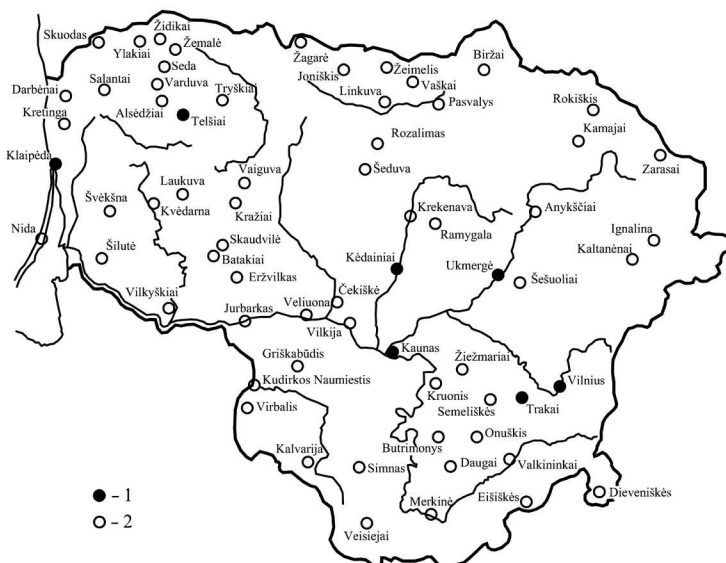 Skuodas
Židikai
Ylakiai
Žemalė
Seda
Žagarė
Joniškis
Žeimelis
Biržai
Vaškai
Darbėnai
Salantai
Varduva
Tryškiai
Linkuva
Pasvalys
Rokiškis
Kretinga
Alsėdžiai
Telšiai
Rozalimas
Kamajai
Klaipėda
Šeduva
Zarasai
Laukuva
Vaiguva
Švėkšna
Kvėdarna
Kražiai
Krekenava
Anykščiai
Nida
Ramygala
Ignalina
Šilutė
Skaudvilė
Batakiai
Kėdainiai
Ukmergė
Kaltanėnai
Eržvilkas
Šešuoliai
Vilkyškiai
Jurbarkas
Veliuona
Čekiškė
Vilkija
Kaunas
Griškabūdis
Žiežmariai
Kudirkos Naumiestis
Kruonis
Vilnius
Virbalis
Semeliškės
Trakai
Butrimonys
Onuškis
Kalvarija
Simnas
Daugai
Valkininkai
Merkinė
Eišiškės
Dieveniškės
Veisiejai
- 1
- 2